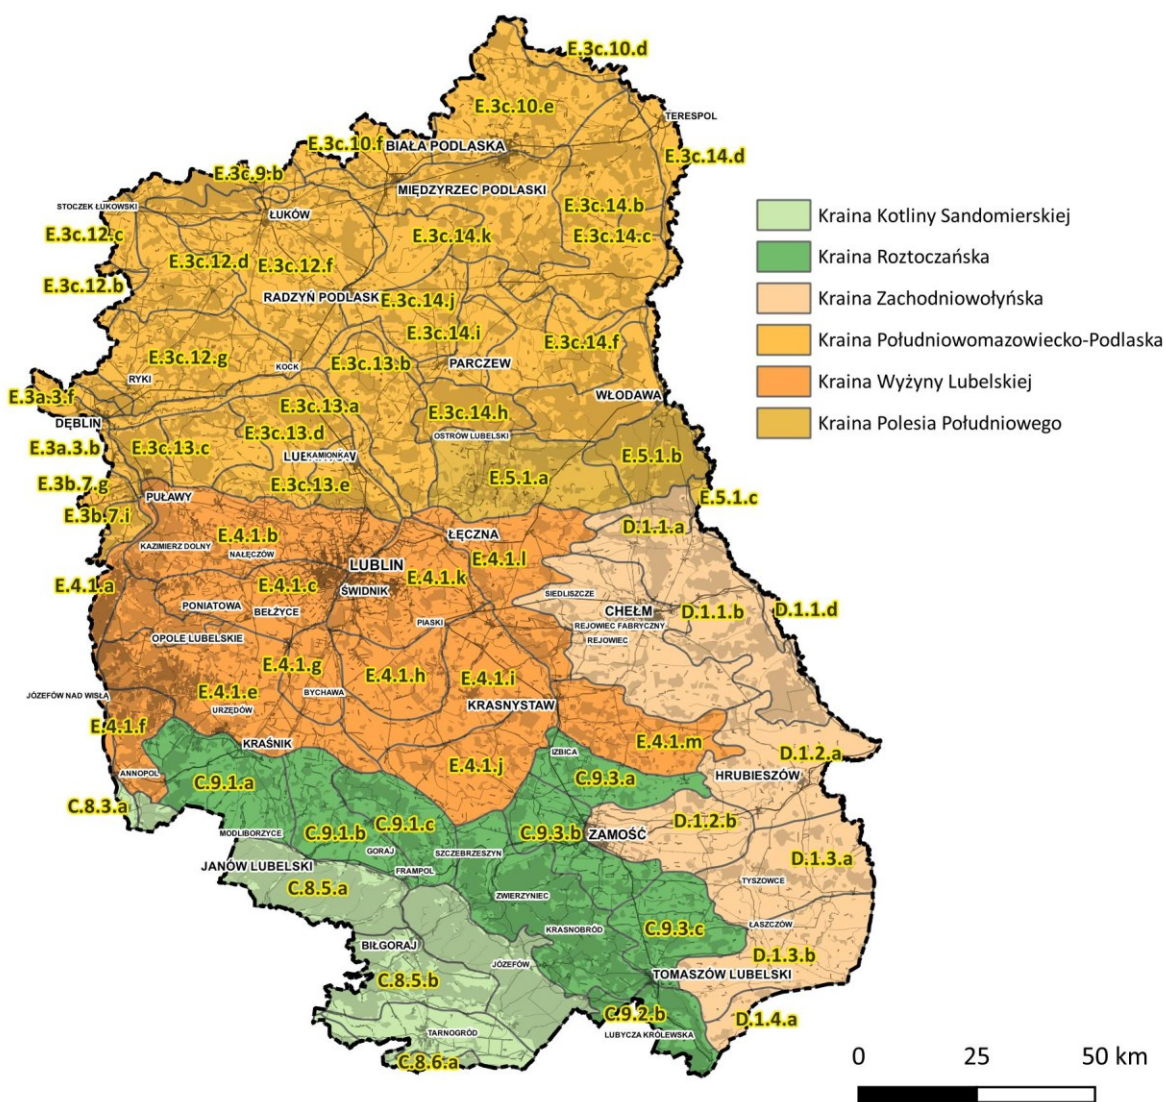 E.3c.10.d
E.3c.10.e
TERESPOL
E.3c.10.f
BIAŁA PODLASKA
E.3c.14.d
E.3c.9.b
MIĘDZYRZEC PODLASKI
STOCZEK ŁUKOWSKI
ŁUKÓW
E.3c.14.b
E.3c.12.c
E.3c.14.k
E.3c.14.c
E.3c.12.d
E.3c.12.f
E.3c.12.b
RADZYŃ PODLASK
E.3c.14.j
E.3c.14.i
E.3c.14.f
E.3c.12.g
KOCK
E.3c.13.b
PARCZEW
RYKI
E.3a.3.f
WŁODAWA
E.3c.13.a
E.3c.14.h
DĘBLIN
E.3c.13.d
OSTRÓW LUBELSKI
E.3a.3.b
E.3c.13.c
LUB
KAMIONKA
E.5.1.b
E.5.1.a
E.3b.7.g
E.3c.13.e
PUŁAWY
E.5.1.c
E.3b.7.i
D.1.1.a
E.4.1.b
ŁĘCZNA
KAZIMIERZ DOLNY
NAŁĘCZÓW
E.4.1.l
LUBLIN
E.4.1.a
E.4.1.c
E.4.1.k
ŚWIDNIK
SIEDLISZCZE
PONIATOWA
BEŁŻYCE
CHEŁM
D.1.1.b
D.1.1.d
PIASKI
REJOWIEC FABRYCZNY
OPOLE LUBELSKIE
REJOWIEC
E.4.1.g
E.4.1.h
E.4.1.i
JÓZEFÓW NAD WISŁĄ
E.4.1.e
BYCHAWA
KRASNYSTAW
URZĘDÓW
E.4.1.f
KRAŚNIK
E.4.1.m
IZBICA
D.1.2.a
E.4.1.j
ANNOPOL
C.9.1.a
C.9.3.a
HRUBIESZÓW
C.8.3.a
C.9.1.c
D.1.2.b
MODLIBORZYCE
C.9.1.b
C.9.3.b
ZAMOŚĆ
GORAJ
SZCZEBRZESZYN
D.1.3.a
JANÓW LUBELSKI
FRAMPOL
TYSZOWCE
C.8.5.a
ZWIERZYNIEC
ŁASZCZÓW
KRASNOBRÓD
C.9.3.c
BIŁGORAJ
D.1.3.b
JÓZEFÓW
C.8.5.b
TOMASZÓW LUBELSKI
C.9.2.b
D.1.4.a
TARNOGRÓD
LUBYCZA KRÓLEWSKA
C.8.6.a
Kraina Kotliny Sandomierskiej
Kraina Roztoczańska
Kraina Zachodniowołyńska
Kraina Południowomazowiecko-Podlaska
Kraina Wyżyny Lubelskiej
Kraina Polesia Południowego
0 25 50 km